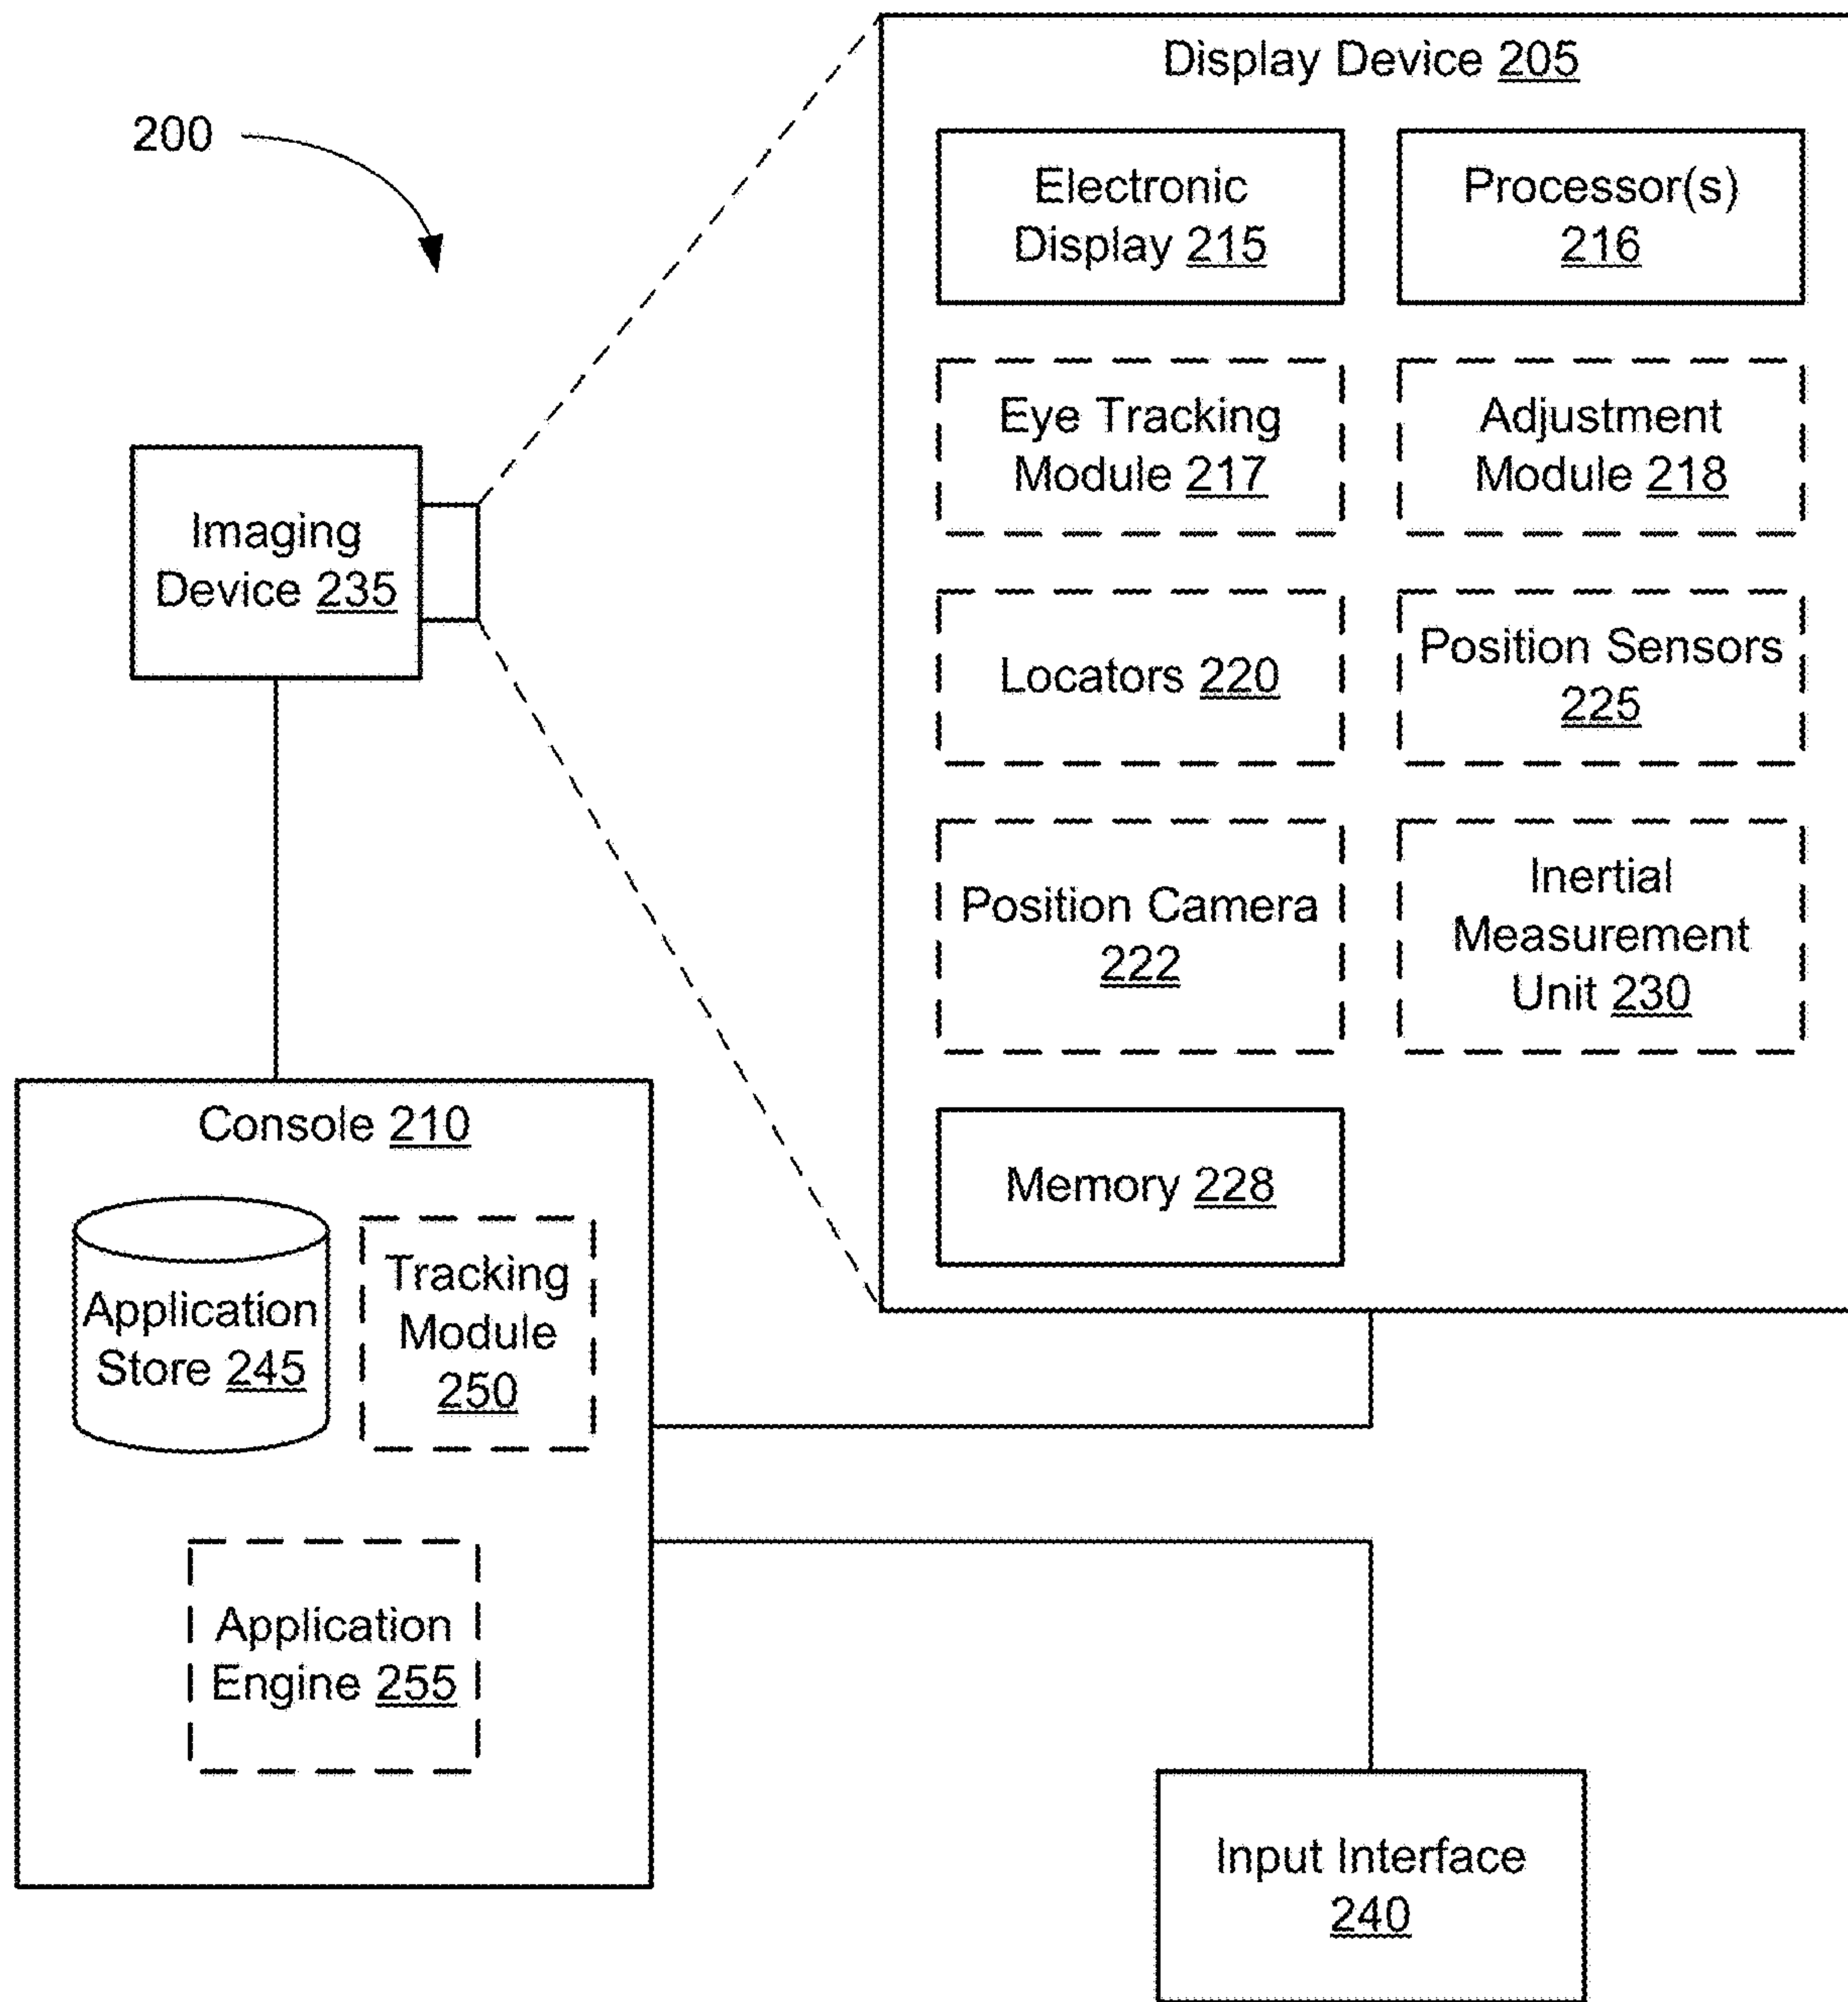 Display Device 205
200
Electronic
Display 215
Processor(s)
216
Eye Tracking
Module 217
Adjustment
Module 218
Imaging
Device 235
Locators 220
Position Sensors
225
Position Camera
222
Inertial
Measurement
Unit 230
Console 210
Memory 228
Application
Store 245
Tracking
Module
250
Application
Engine 255
Input Interface
240